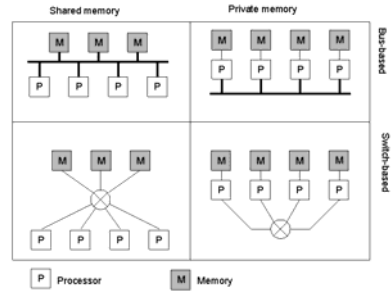 Shared memory
Private memory
M M M
M M M M
P P P P
P P P P
Bus-based
M M M
M M M M
P P P P
P P P P
Switch-based
P Processor
M Memory